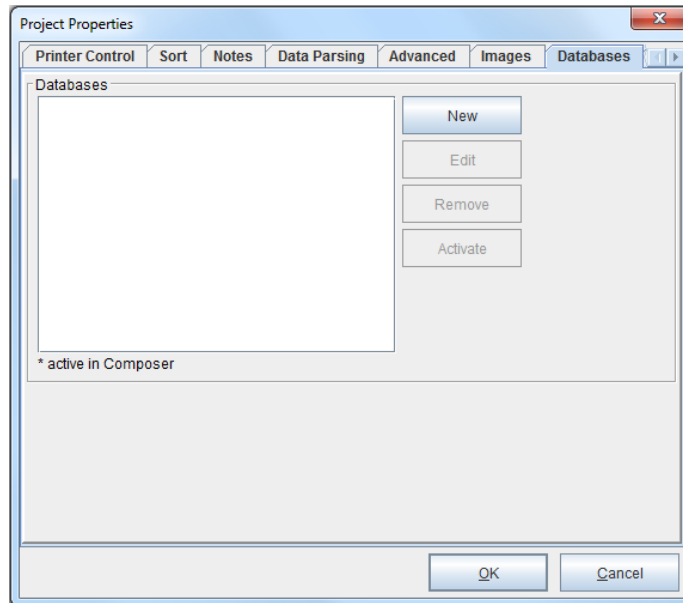 Project Properties
Printer Control Sort Notes Data Parsing Advanced Images Databases
Databases
New
Edit
Remove
Activate
* active in Composer
OK Cancel